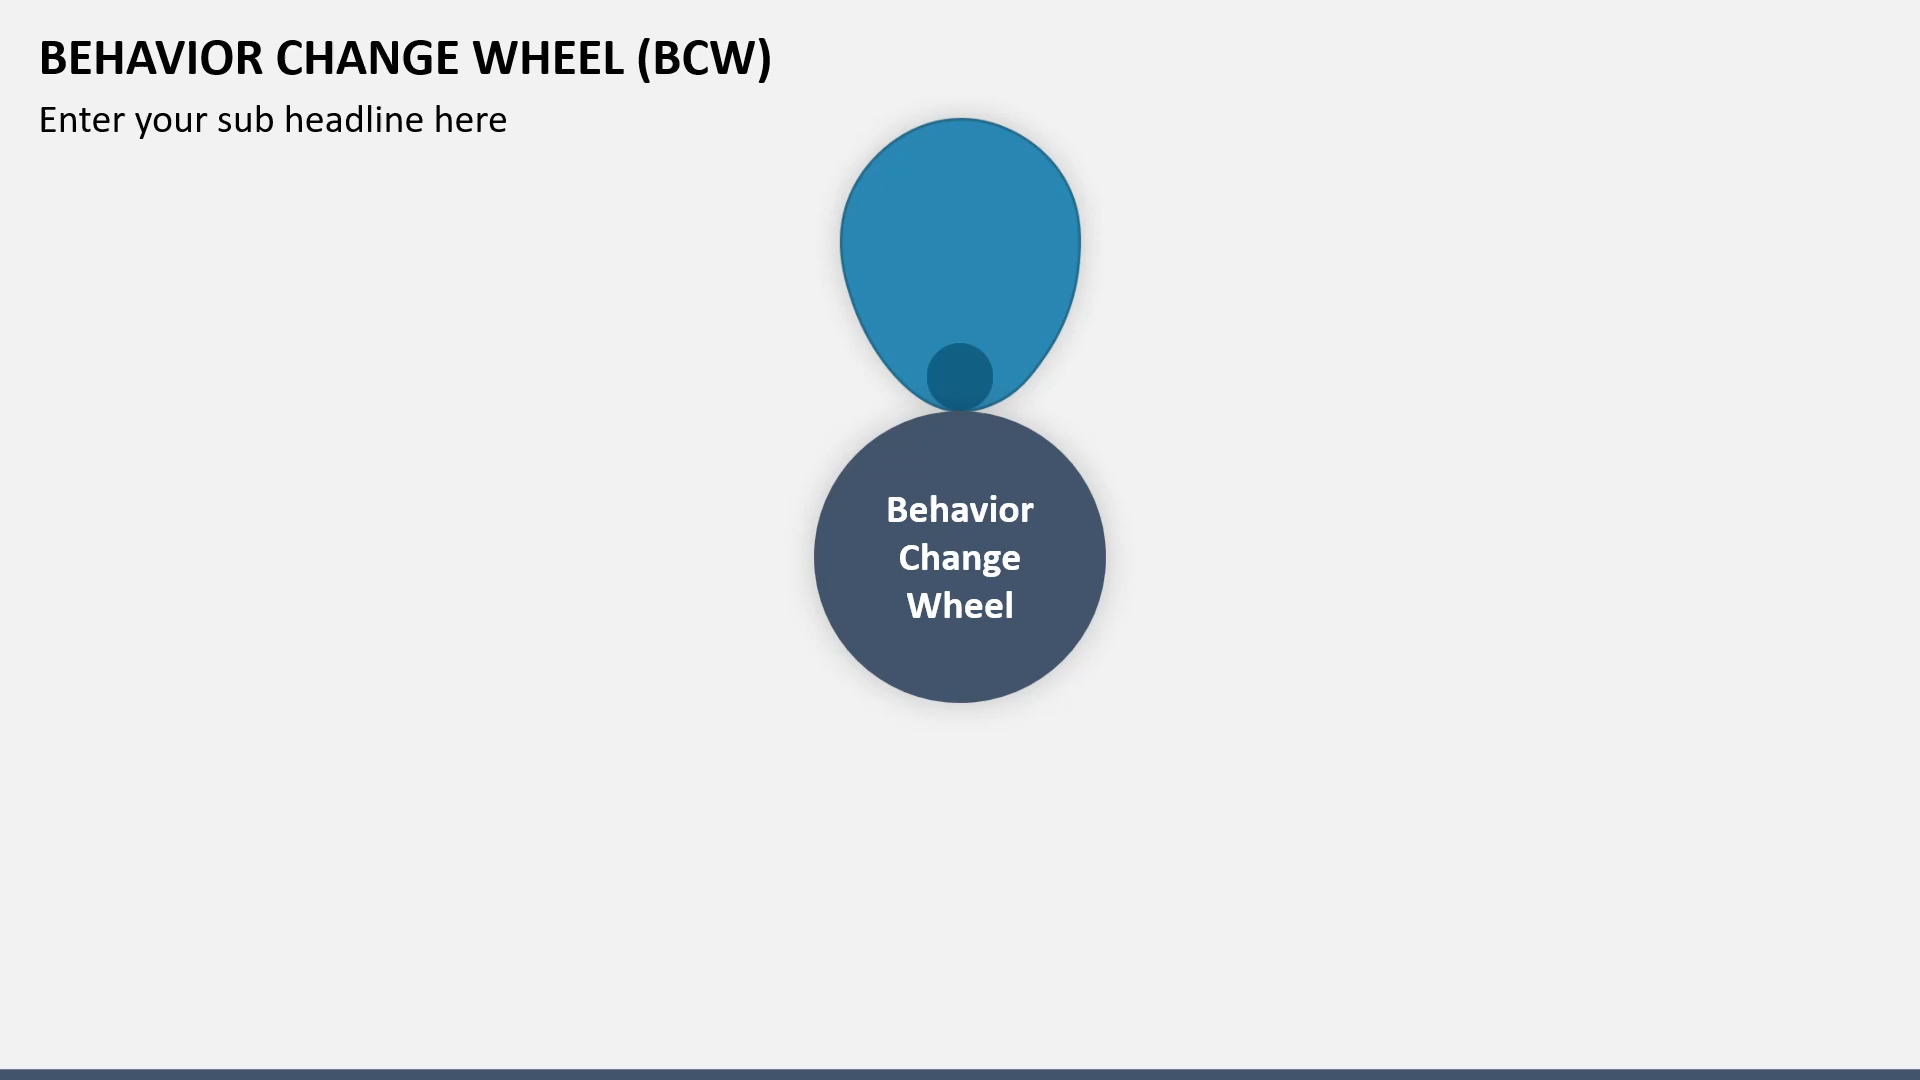 BEHAVIOR CHANGE WHEEL (BCW)
Enter your sub headline here
Behavior
Change
Wheel